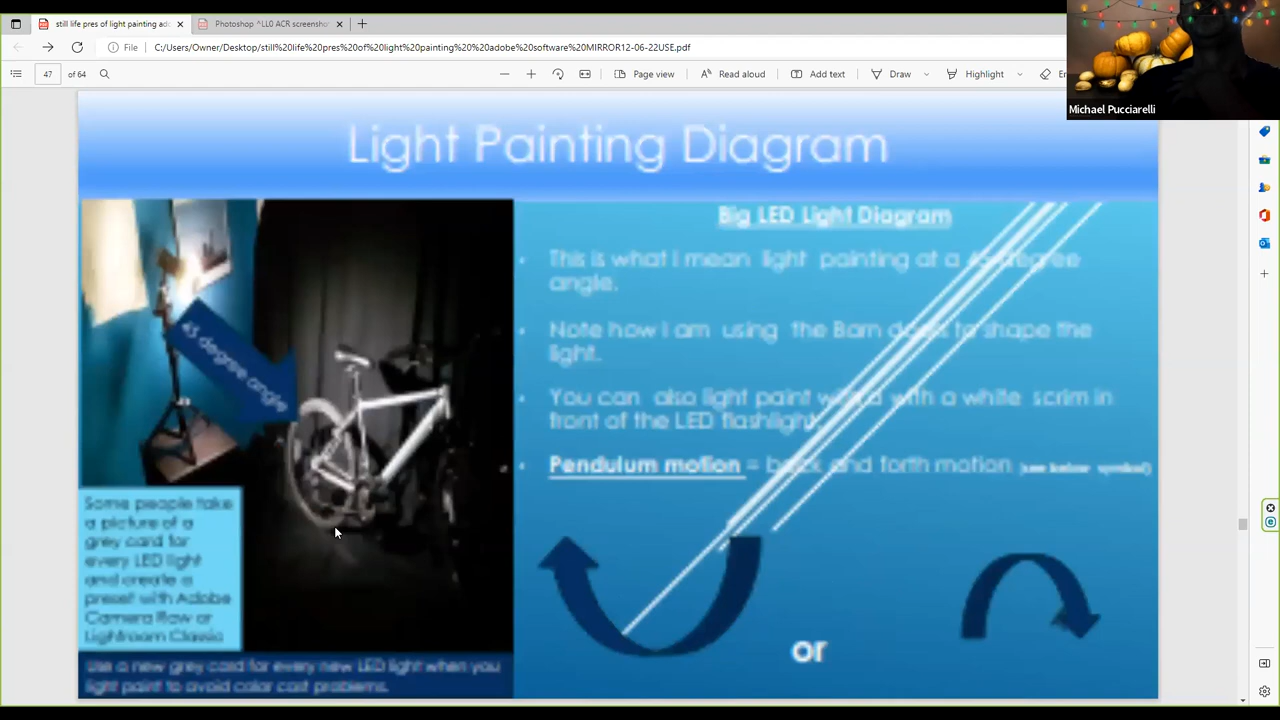 still life pres of light painting ado
Photoshop ^LL0 ACR screenshot
File
C:/Users/Owner/Desktop/still%20life%20pres%20of%20light%20painting%20%20adobe%20software%20MIRROR12-06-22USE.pdf
47 of 64
Page view
Read aloud
Add text
Draw
Highlight
Michael Pucciarelli
Light Painting Diagram
45 degree angle
Some people take
a picture of a
grey card for
every LED light
and create a
preset with Adobe
Camera Raw or
Lightroom Classic
Use a new grey card for every new LED light when you
light paint to avoid color cast problems.
Big LED Light Diagram
This is what I mean light painting at a 45 degree
angle.
Note how I am using the Barn doors to shape the
light.
You can also light paint with a white scrim in
front of the LED flashlight.
Pendulum motion = back and forth motion (see below symbol)
or